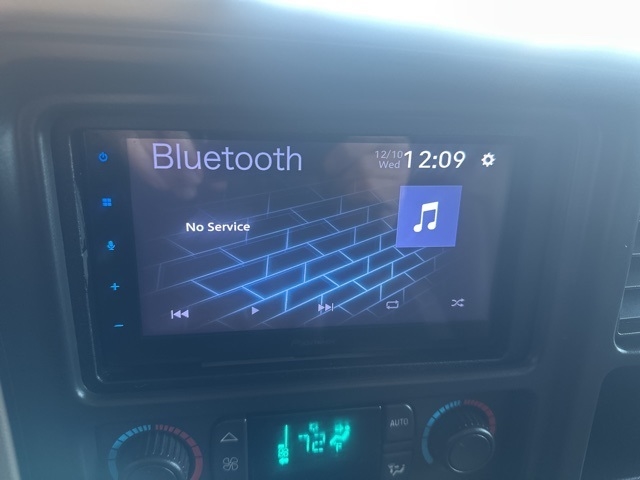 Bluetooth
12/10
Wed
12:09
No Service
72
AUTO